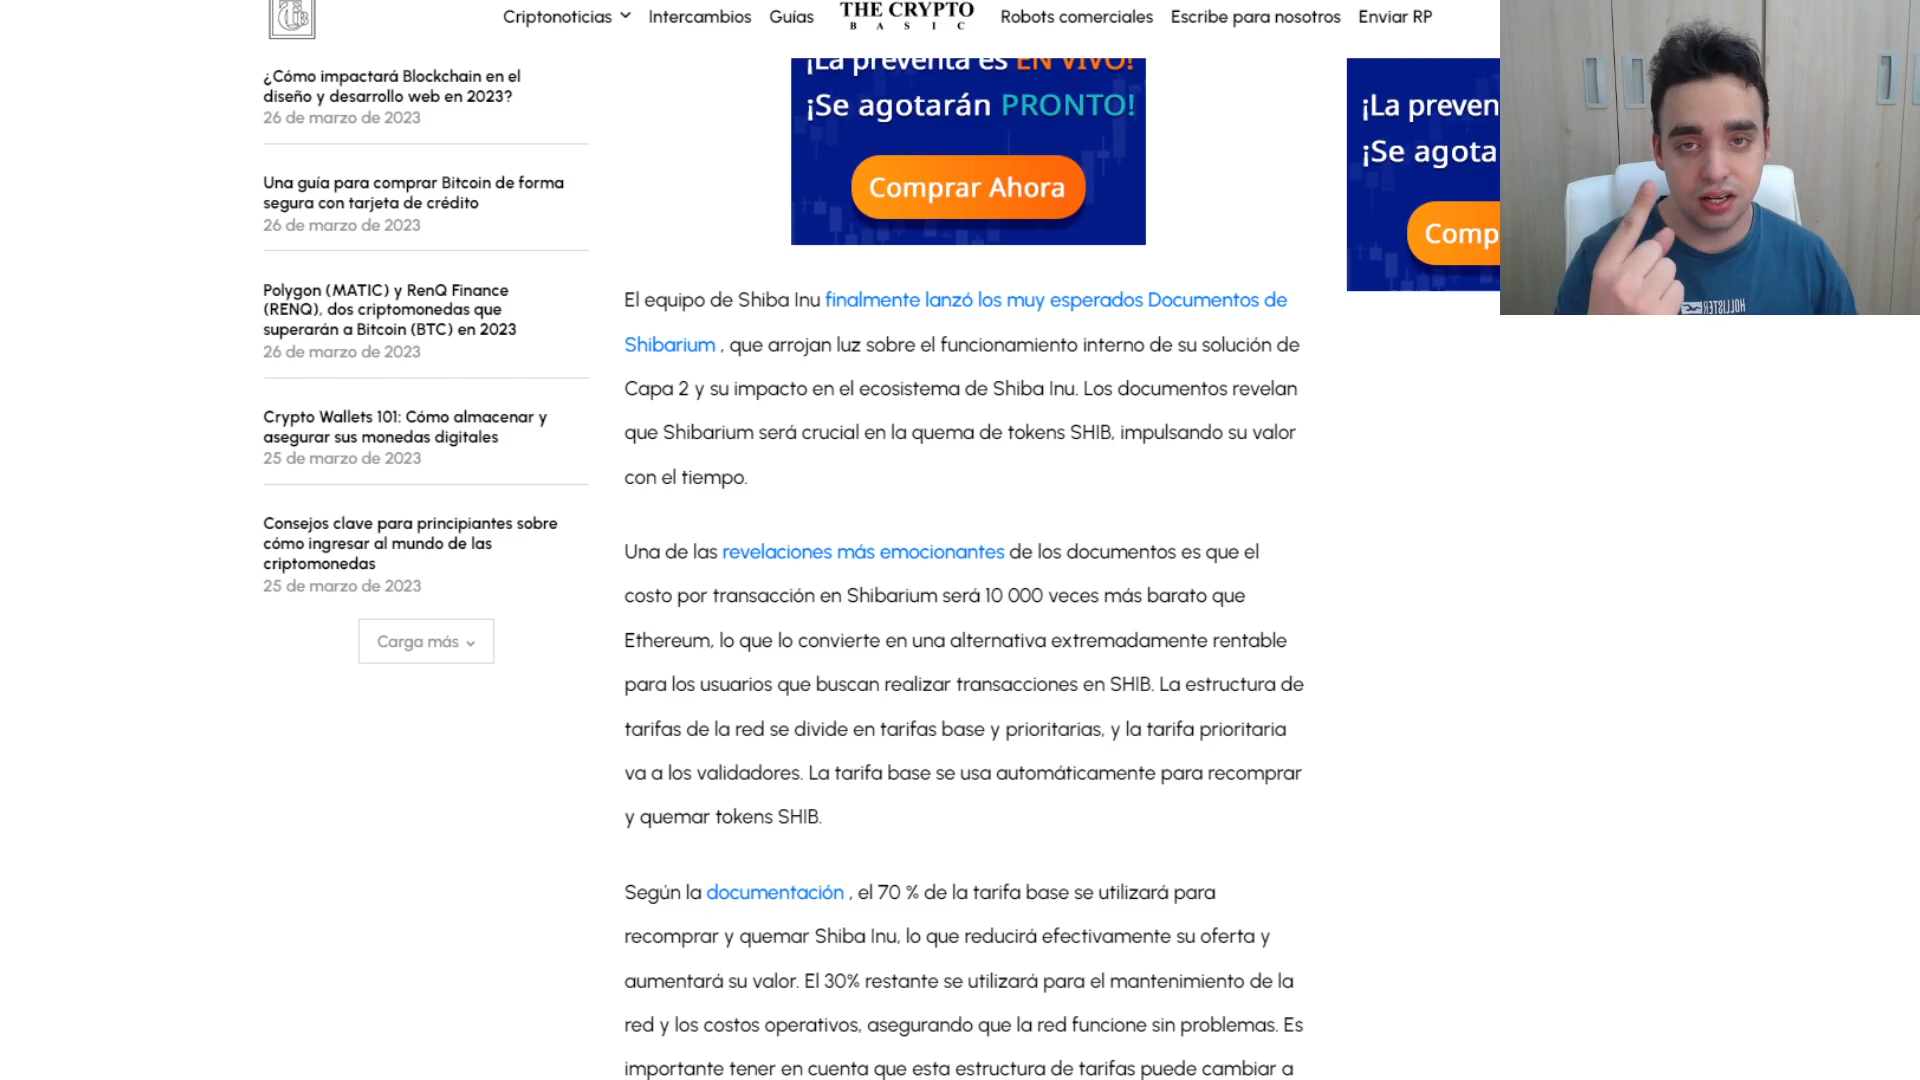 Criptonoticias
Intercambios
Guías
THE CRYPTO
BASIC
Robots comerciales
Escribe para nosotros
Enviar RP
¿Cómo impactará Blockchain en el
diseño y desarrollo web en 2023?
26 de marzo de 2023
Una guía para comprar Bitcoin de forma
segura con tarjeta de crédito
26 de marzo de 2023
Polygon (MATIC) y RenQ Finance
(RENQ), dos criptomonedas que
superarán a Bitcoin (BTC) en 2023
26 de marzo de 2023
Crypto Wallets 101: Cómo almacenar y
asegurar sus monedas digitales
25 de marzo de 2023
Consejos clave para principiantes sobre
cómo ingresar al mundo de las
criptomonedas
25 de marzo de 2023
Carga más
¡La preventa es EN VIVO!
¡Se agotarán PRONTO!
Comprar Ahora
¡La preven
¡Se agota
Comp
HOLLISTER
El equipo de Shiba Inu finalmente lanzó los muy esperados Documentos de
Shibarium , que arrojan luz sobre el funcionamiento interno de su solución de
Capa 2 y su impacto en el ecosistema de Shiba Inu. Los documentos revelan
que Shibarium será crucial en la quema de tokens SHIB, impulsando su valor
con el tiempo.
Una de las revelaciones más emocionantes de los documentos es que el
costo por transacción en Shibarium será 10 000 veces más barato que
Ethereum, lo que lo convierte en una alternativa extremadamente rentable
para los usuarios que buscan realizar transacciones en SHIB. La estructura de
tarifas de la red se divide en tarifas base y prioritarias, y la tarifa prioritaria
va a los validadores. La tarifa base se usa automáticamente para recomprar
y quemar tokens SHIB.
Según la documentación , el 70 % de la tarifa base se utilizará para
recomprar y quemar Shiba Inu, lo que reducirá efectivamente su oferta y
aumentará su valor. El 30% restante se utilizará para el mantenimiento de la
red y los costos operativos, asegurando que la red funcione sin problemas. Es
importante tener en cuenta que esta estructura de tarifas puede cambiar a